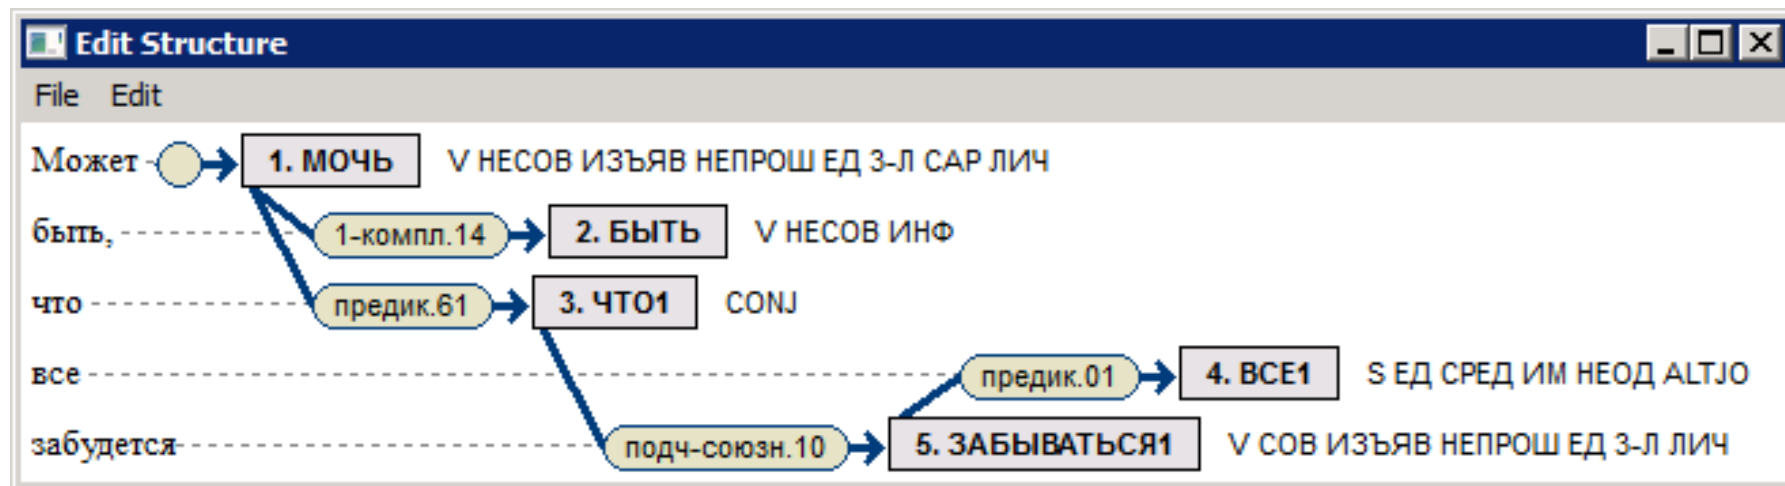 Edit Structure
File Edit
Может 1. МОЧЬ V НЕСОВ ИЗЪЯВ НЕПРОШ ЕД 3-Л CAP ЛИЧ
быть, 1-компл.14 2. БЫТЬ V НЕСОВ ИНФ
что предик.61 3. ЧТО1 CONJ
все предик.01 4. ВСЕ1 S ЕД СРЕД ИМ НЕОД ALTJO
забудется подч-союзн.10 5. ЗАБЫВАТЬСЯ1 V СОВ ИЗЪЯВ НЕПРОШ ЕД 3-Л ЛИЧ